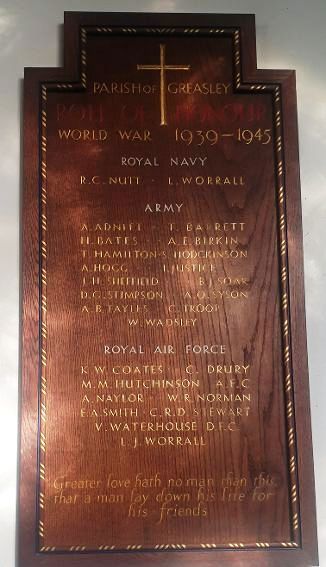 PARISH OF GREASLEY
ROLL OF HONOUR
WORLD WAR 1939-1945
ROYAL NAVY
R.C. NUTT · L. WORRALL
ARMY
A. ADNITT · T. BARRETT
H. BATES · A.E. BIRKIN
T. HAMILTON · S. HODGKINSON
A. HOGG · I. JUSTICE
J.H. SHEFFIELD B.J. SOAR
D.G. STIMPSON A.O. SYSON
A.B. TAYLES C. TROOP
W. WADSLEY
ROYAL AIR FORCE
K.W. COATES · C. DRURY
M.M. HUTCHINSON A.F.C
A. NAYLOR · W.R. NORMAN
E.A. SMITH · C.R.D. STEWART
V. WATERHOUSE D.F.C.
L.J. WORRALL
Greater love hath no man than this,
that a man lay down his life for
his friends